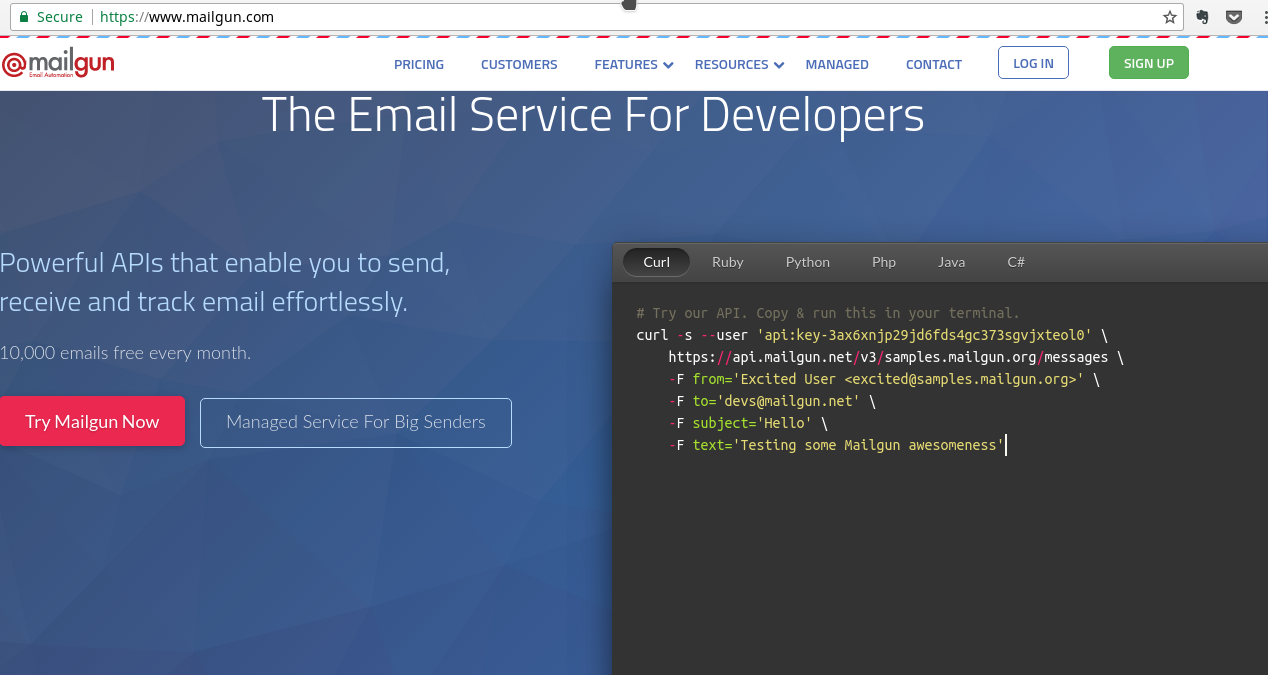 Secure https://www.mailgun.com
@mailgun
Email Automation
PRICING CUSTOMERS FEATURES RESOURCES MANAGED CONTACT LOG IN SIGN UP
The Email Service For Developers
Powerful APIs that enable you to send,
receive and track email effortlessly.
10,000 emails free every month.
Try Mailgun Now Managed Service For Big Senders
Curl Ruby Python Php Java C#
# Try our API. Copy & run this in your terminal.
curl -s --user 'api:key-3ax6xnjp29jd6fds4gc373sgvjxteol0' \
    https://api.mailgun.net/v3/samples.mailgun.org/messages \
    -F from='Excited User <excited@samples.mailgun.org>' \
    -F to='devs@mailgun.net' \
    -F subject='Hello' \
    -F text='Testing some Mailgun awesomeness'